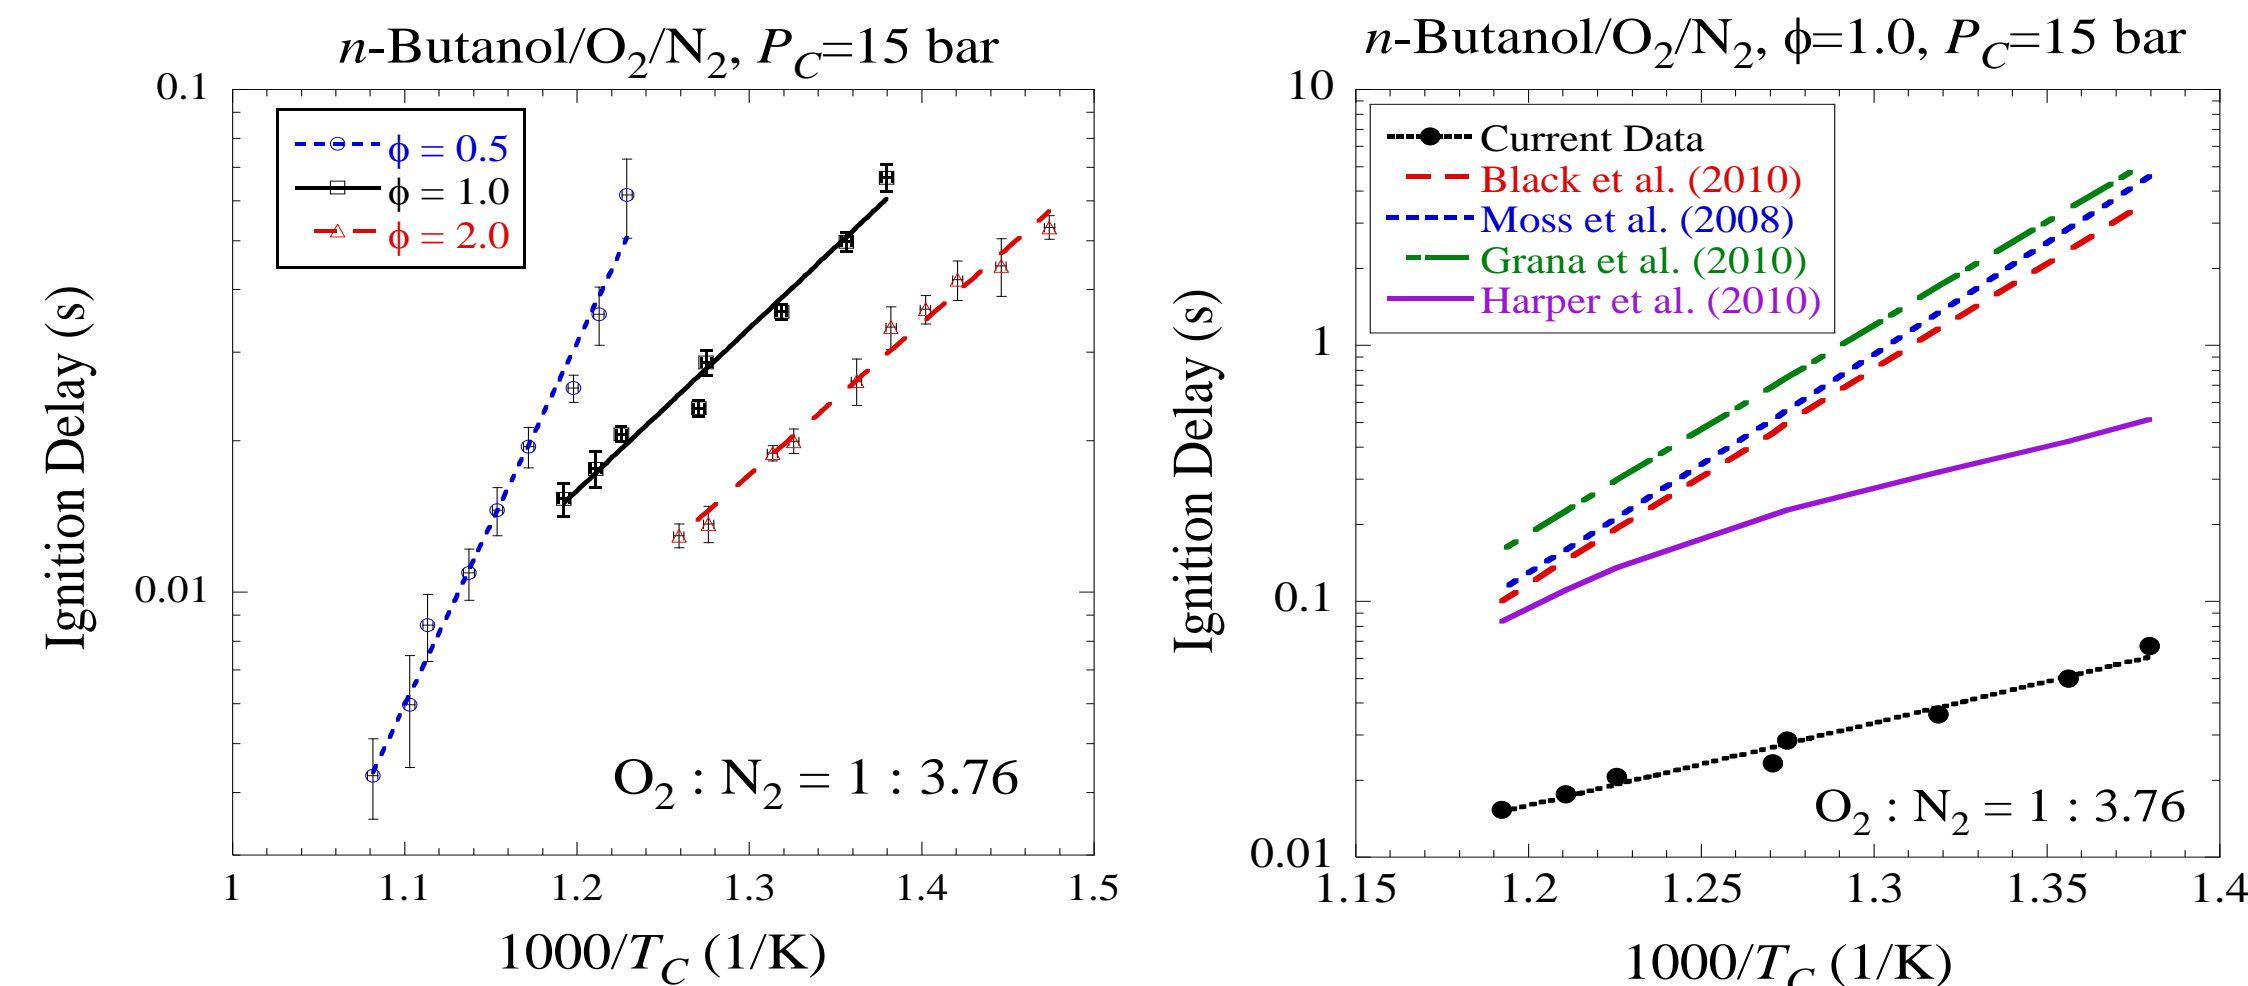 n-Butanol/O2/N2, PC=15 bar
0.1
ϕ = 0.5
ϕ = 1.0
ϕ = 2.0
Ignition Delay (s)
0.01
O2 : N2 = 1 : 3.76
1 1.1 1.2 1.3 1.4 1.5
1000/TC (1/K)
n-Butanol/O2/N2, ϕ=1.0, PC=15 bar
10
Current Data
Black et al. (2010)
Moss et al. (2008)
Grana et al. (2010)
Harper et al. (2010)
Ignition Delay (s)
1
0.1
O2 : N2 = 1 : 3.76
0.01
1.15 1.2 1.25 1.3 1.35 1.4
1000/TC (1/K)